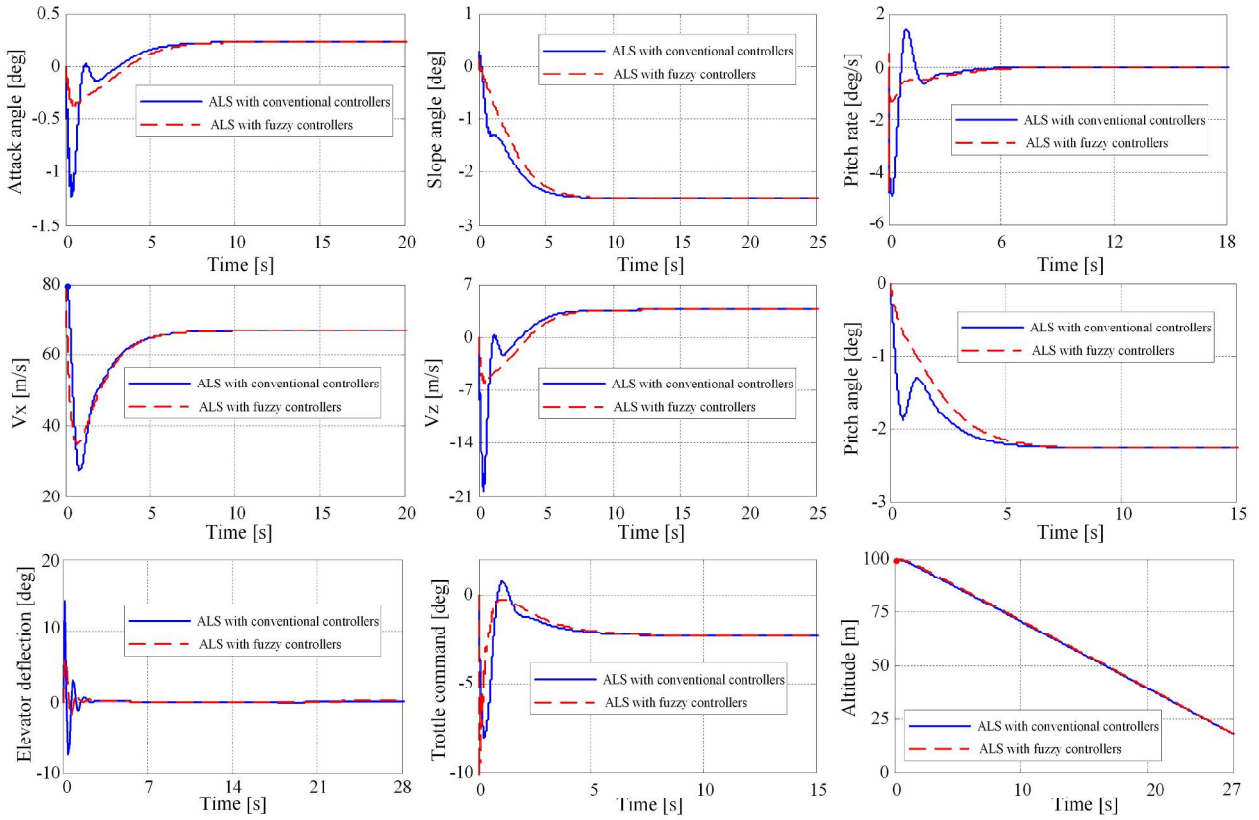 Attack angle [deg]
0.5
0
-0.5
-1
-1.5
ALS with conventional controllers
ALS with fuzzy controllers
0 5 10 15 20
Time [s]
Slope angle [deg]
1
0
-1
-2
-3
ALS with conventional controllers
ALS with fuzzy controllers
0 5 10 15 20 25
Time [s]
Pitch rate [deg/s]
2
0
-2
-4
-6
ALS with conventional controllers
ALS with fuzzy controllers
0 6 12 18
Time [s]
Vx [m/s]
80
60
40
20
ALS with conventional controllers
ALS with fuzzy controllers
0 5 10 15 20
Time [s]
Vz [m/s]
7
0
-7
-14
-21
ALS with conventional controllers
ALS with fuzzy controllers
0 5 10 15 20 25
Time [s]
Pitch angle [deg]
0
-1
-2
-3
ALS with conventional controllers
ALS with fuzzy controllers
0 5 10 15
Time [s]
Elevator deflection [deg]
20
10
0
-10
ALS with conventional controllers
ALS with fuzzy controllers
0 7 14 21 28
Time [s]
Trottle command [deg]
0
-5
-10
ALS with conventional controllers
ALS with fuzzy controllers
0 5 10 15
Time [s]
Altitude [m]
100
75
50
25
0
ALS with conventional controllers
ALS with fuzzy controllers
0 10 20 27
Time [s]